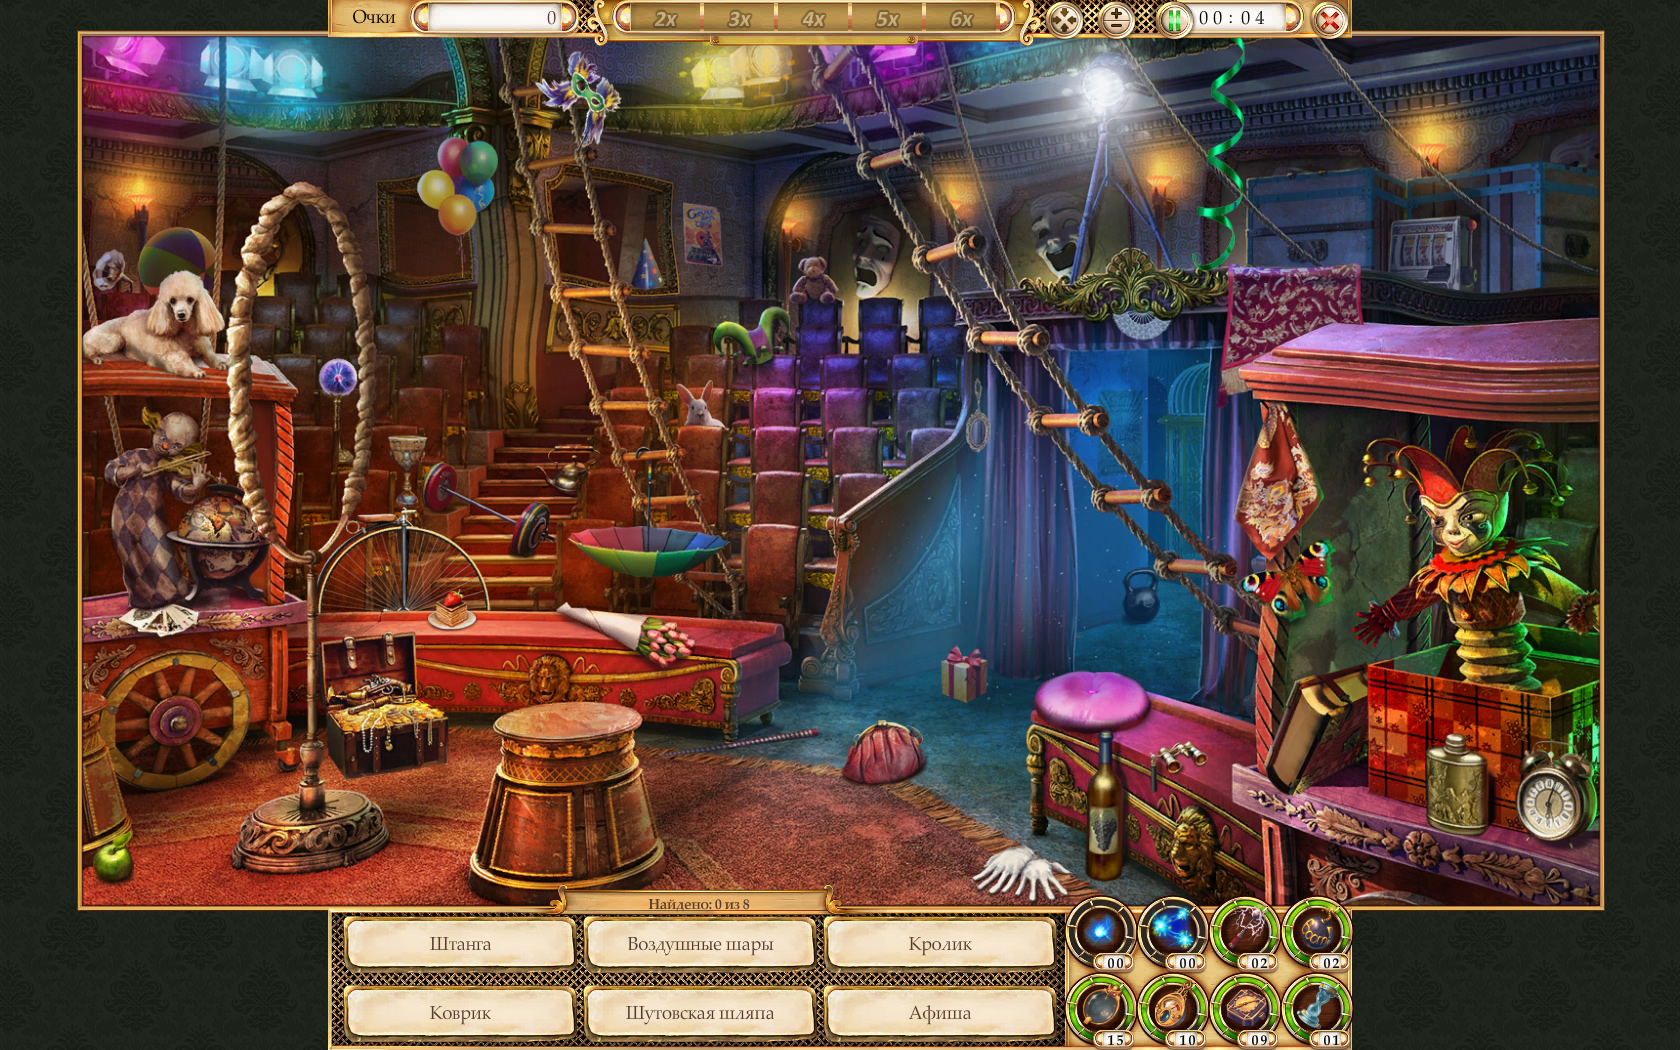 Очки 0 2x 3x 4x 5x 6x 00:04
Найдено: 0 из 8
Штанга Воздушные шары Кролик
Коврик Шутовская шляпа Афиша
00 00 02 02
15 10 09 01